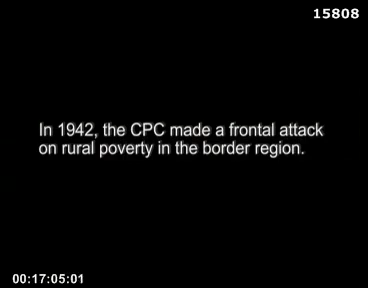 15808
In 1942, the CPC made a frontal attack
on rural poverty in the border region.
00:17:05:01